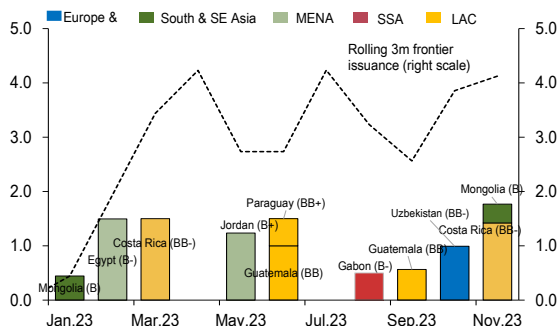 Europe & South & SE Asia MENA SSA LAC
Rolling 3m frontier
issuance (right scale)
5.0 5.0
4.0 4.0
3.0 3.0
2.0 2.0
1.0 1.0
0.0 0.0
Mongolia (B)
Egypt (B-)
Costa Rica (BB-)
Jordan (B+)
Paraguay (BB+)
Guatemala (BB)
Gabon (B-)
Guatemala (BB)
Uzbekistan (BB-)
Mongolia (B)
Costa Rica (BB-)
Jan.23 Mar.23 May.23 Jul.23 Sep.23 Nov.23